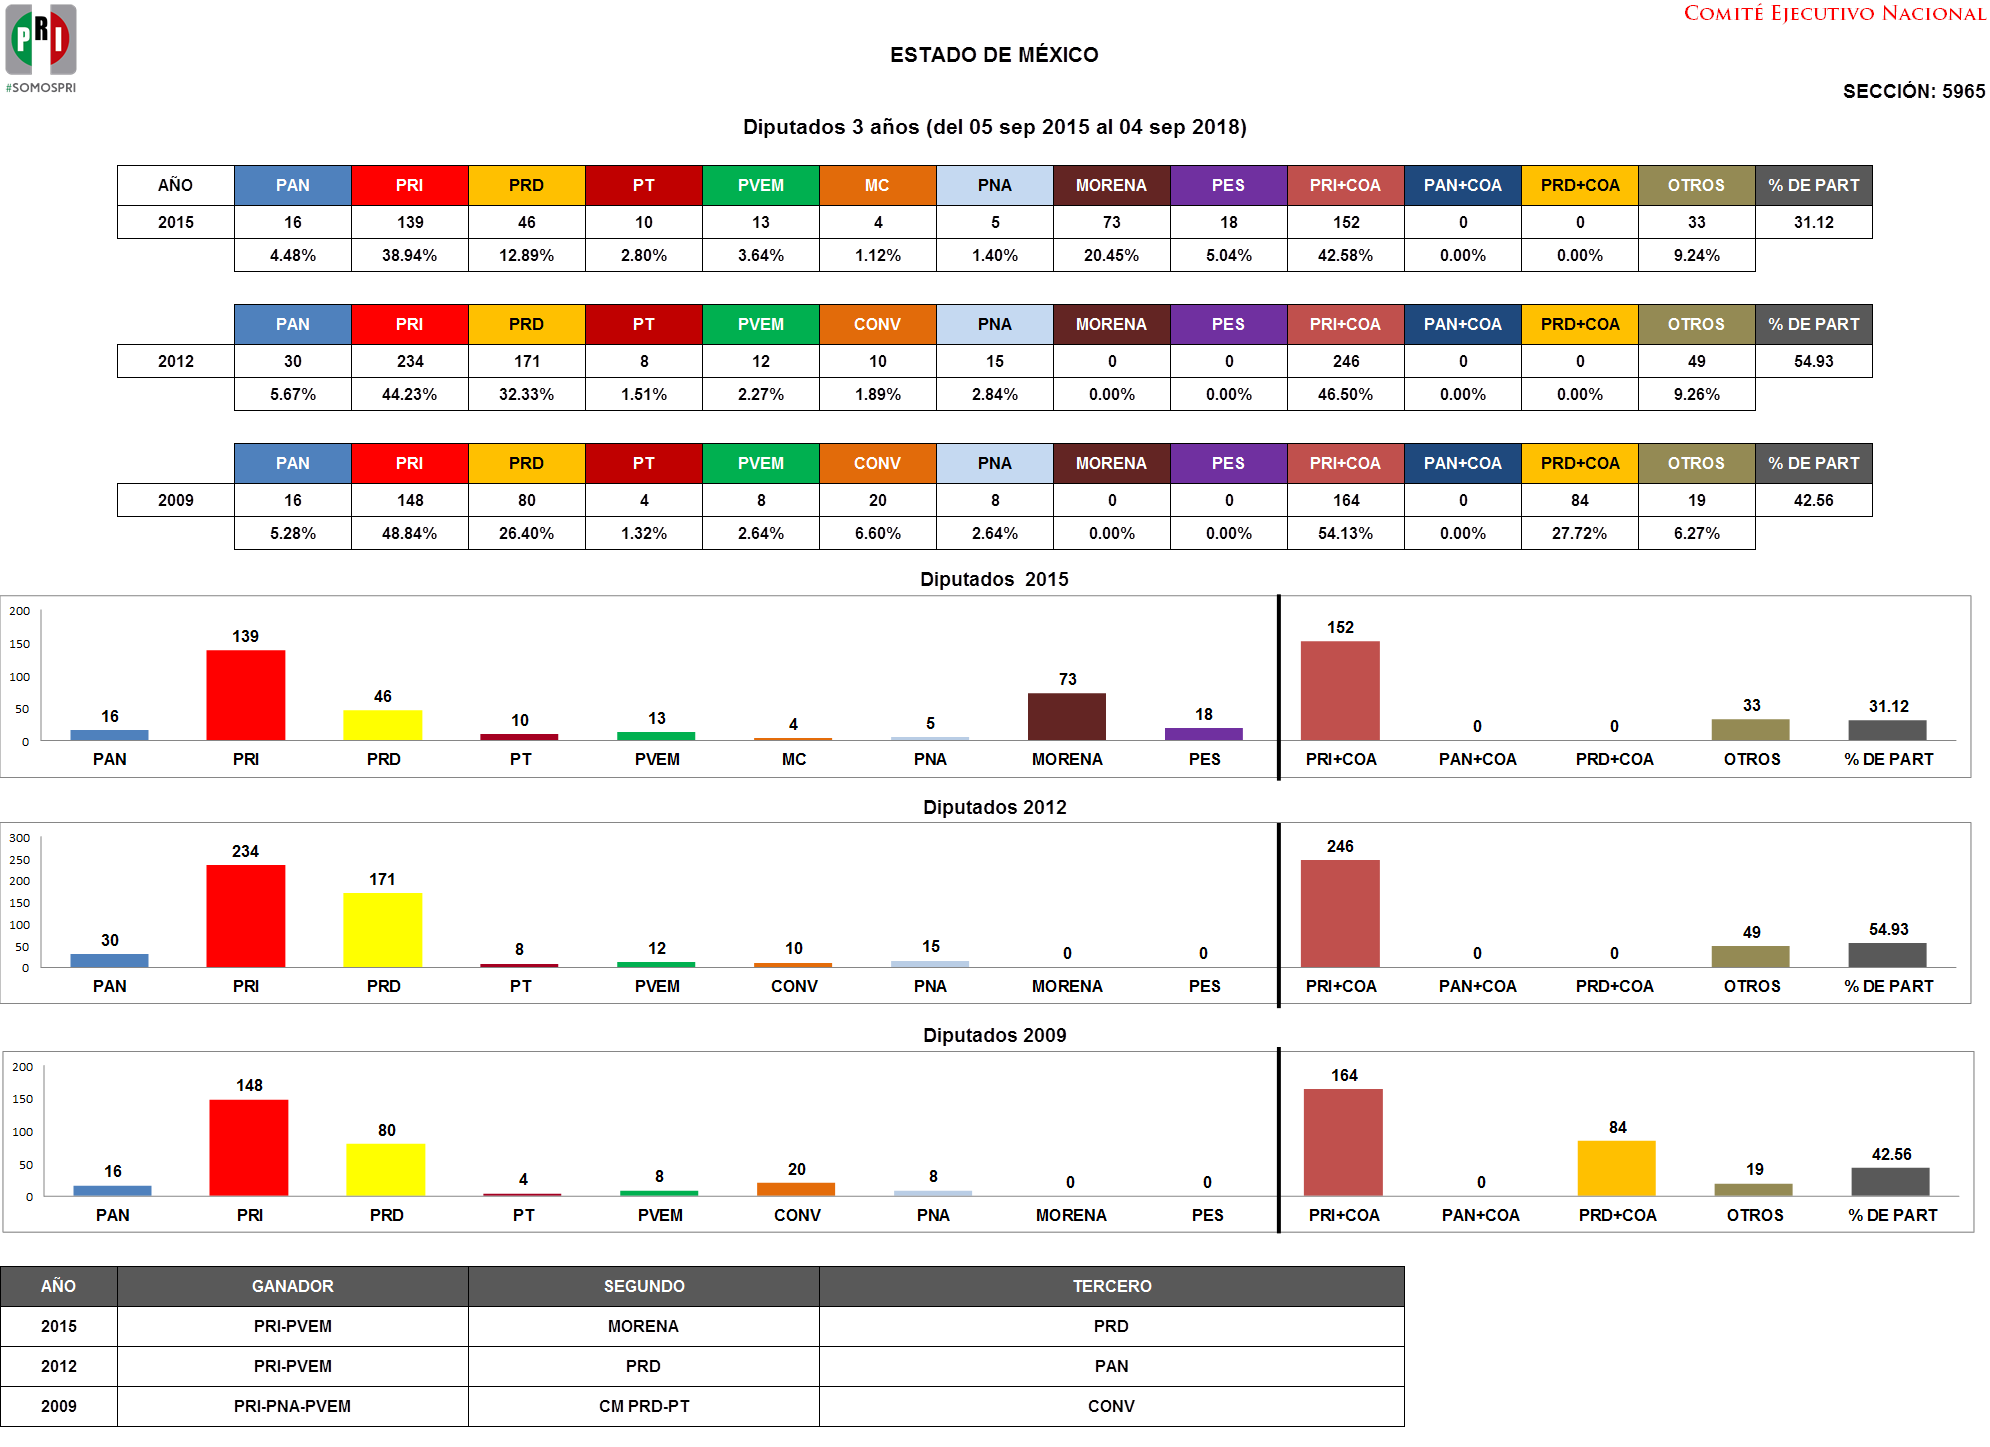 PRI
#SOMOSPRI
COMITÉ EJECUTIVO NACIONAL
ESTADO DE MÉXICO
SECCIÓN: 5965
Diputados 3 años (del 05 sep 2015 al 04 sep 2018)
AÑO PAN PRI PRD PT PVEM MC PNA MORENA PES PRI+COA PAN+COA PRD+COA OTROS % DE PART
2015 16 139 46 10 13 4 5 73 18 152 0 0 33 31.12
4.48% 38.94% 12.89% 2.80% 3.64% 1.12% 1.40% 20.45% 5.04% 42.58% 0.00% 0.00% 9.24%
PAN PRI PRD PT PVEM CONV PNA MORENA PES PRI+COA PAN+COA PRD+COA OTROS % DE PART
2012 30 234 171 8 12 10 15 0 0 246 0 0 49 54.93
5.67% 44.23% 32.33% 1.51% 2.27% 1.89% 2.84% 0.00% 0.00% 46.50% 0.00% 0.00% 9.26%
PAN PRI PRD PT PVEM CONV PNA MORENA PES PRI+COA PAN+COA PRD+COA OTROS % DE PART
2009 16 148 80 4 8 20 8 0 0 164 0 84 19 42.56
5.28% 48.84% 26.40% 1.32% 2.64% 6.60% 2.64% 0.00% 0.00% 54.13% 0.00% 27.72% 6.27%
Diputados 2015
200
150
100
50
0
16 139 46 10 13 4 5 73 18 152 0 0 33 31.12
PAN PRI PRD PT PVEM MC PNA MORENA PES PRI+COA PAN+COA PRD+COA OTROS % DE PART
Diputados 2012
300
250
200
150
100
50
0
30 234 171 8 12 10 15 0 0 246 0 0 49 54.93
PAN PRI PRD PT PVEM CONV PNA MORENA PES PRI+COA PAN+COA PRD+COA OTROS % DE PART
Diputados 2009
200
150
100
50
0
16 148 80 4 8 20 8 0 0 164 0 84 19 42.56
PAN PRI PRD PT PVEM CONV PNA MORENA PES PRI+COA PAN+COA PRD+COA OTROS % DE PART
AÑO GANADOR SEGUNDO TERCERO
2015 PRI-PVEM MORENA PRD
2012 PRI-PVEM PRD PAN
2009 PRI-PNA-PVEM CM PRD-PT CONV